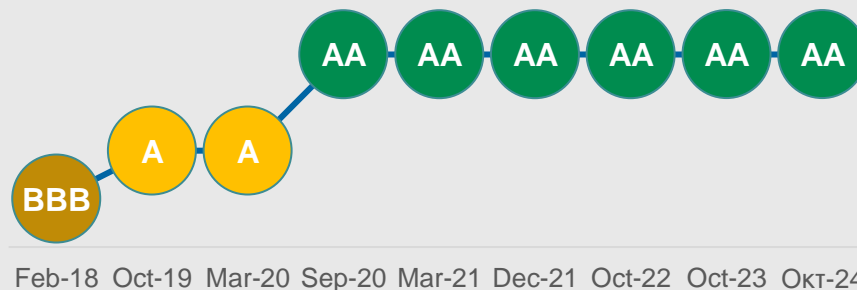 AA AA AA AA AA AA
A A
BBB
Feb-18 Oct-19 Mar-20 Sep-20 Mar-21 Dec-21 Oct-22 Oct-23 Окт-24